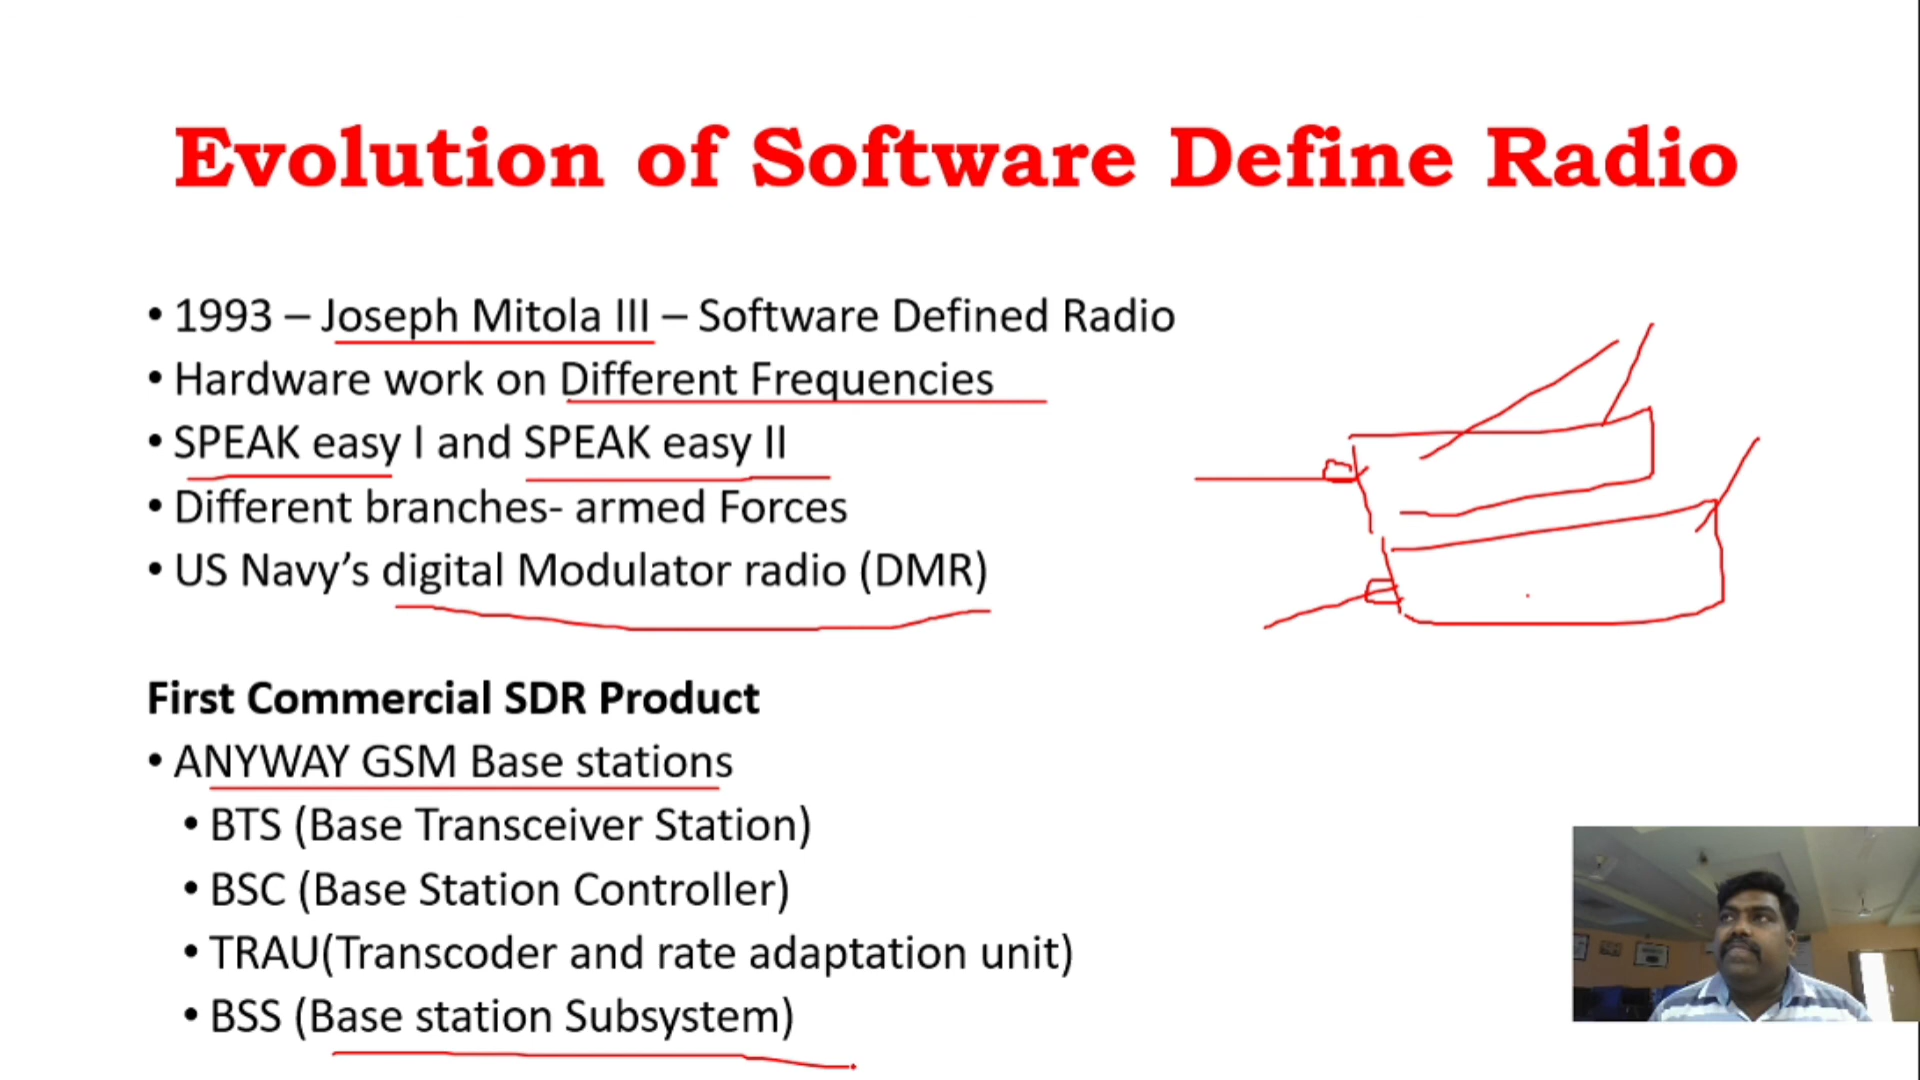 Evolution of Software Define Radio
• 1993 – Joseph Mitola III – Software Defined Radio
• Hardware work on Different Frequencies
• SPEAK easy I and SPEAK easy II
• Different branches- armed Forces
• US Navy’s digital Modulator radio (DMR)
First Commercial SDR Product
• ANYWAY GSM Base stations
• BTS (Base Transceiver Station)
• BSC (Base Station Controller)
• TRAU(Transcoder and rate adaptation unit)
• BSS (Base station Subsystem)